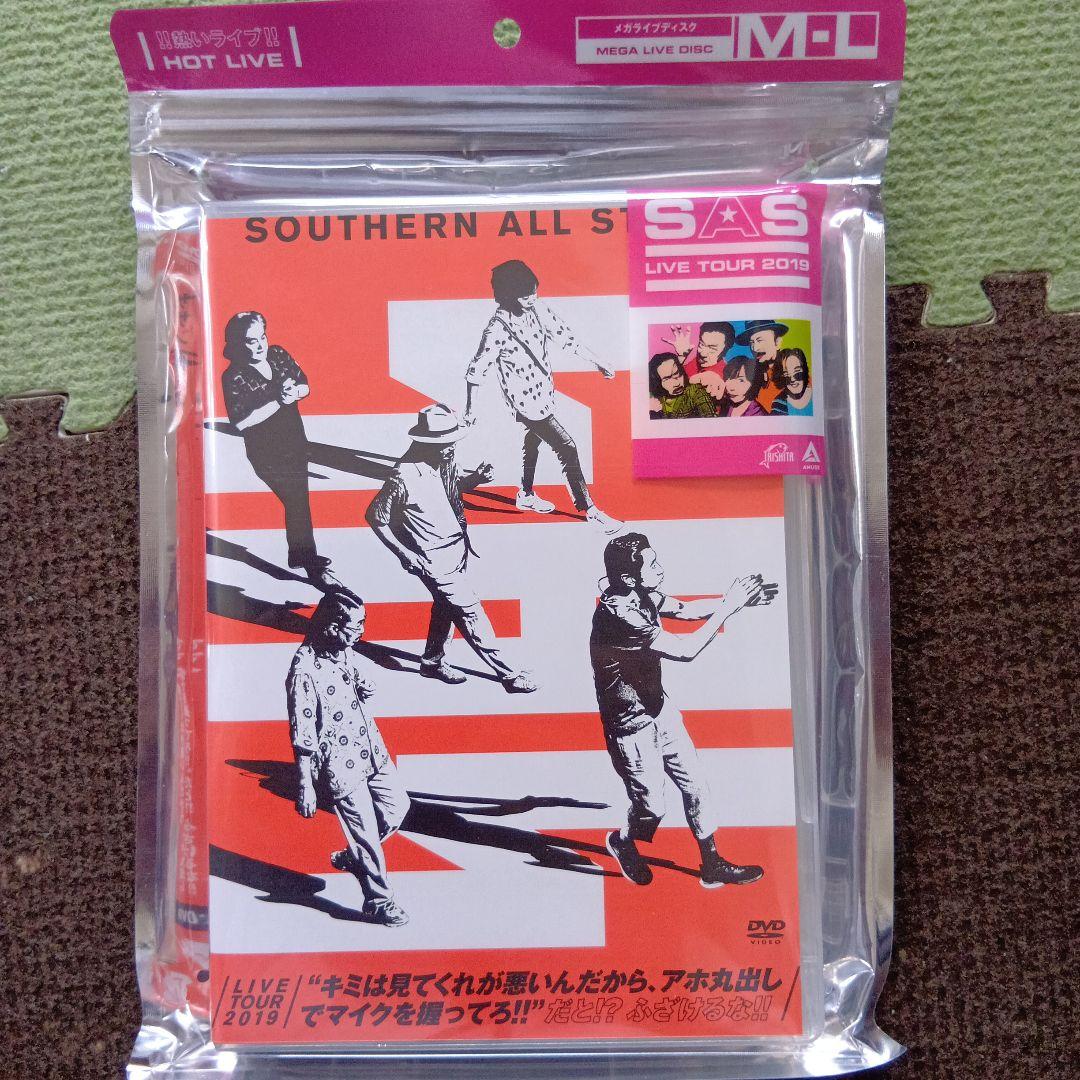 !!熱いライブ!!
HOT LIVE
メガライブディスク
MEGA LIVE DISC
M-L
SOUTHERN ALL ST
SAS
LIVE TOUR 2019
TAISHITA
AMUSE
DVD
VIDEO
LIVE
TOUR
2019
“キミは見てくれが悪いんだから、アホ丸出し
でマイクを握ってろ!!”だと!? ふざけるな!!